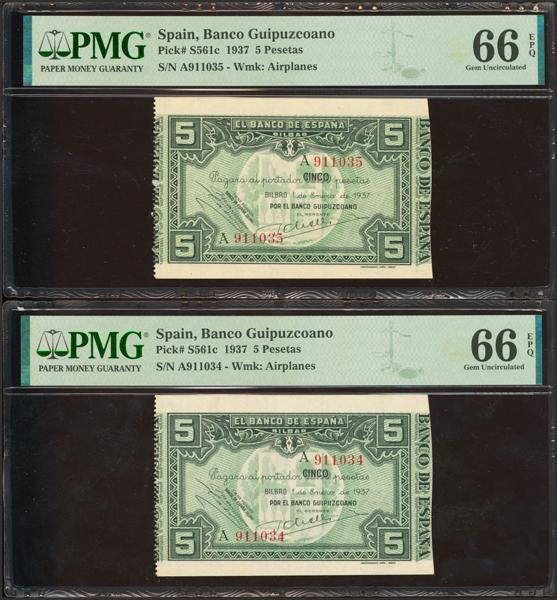 PMG
PAPER MONEY GUARANTY
Spain, Banco Guipuzcoano
Pick# S561c 1937 5 Pesetas
S/N A911035 - Wmk: Airplanes
66 EPQ
Gem Uncirculated
5 EL BANCO DE ESPAÑA 5
BILBAO
A 911035
Pagará al portador CINCO pesetas
BILBAO 1 de Enero de 1937
POR EL BANCO GUIPUZCOANO
EL GERENTE
5 A 911035 5
BANCO DE ESPAÑA
PMG
PAPER MONEY GUARANTY
Spain, Banco Guipuzcoano
Pick# S561c 1937 5 Pesetas
S/N A911034 - Wmk: Airplanes
66 EPQ
Gem Uncirculated
5 EL BANCO DE ESPAÑA 5
BILBAO
A 911034
Pagará al portador CINCO pesetas
BILBAO 1 de Enero de 1937
POR EL BANCO GUIPUZCOANO
EL GERENTE
5 A 911034 5
BANCO DE ESPAÑA